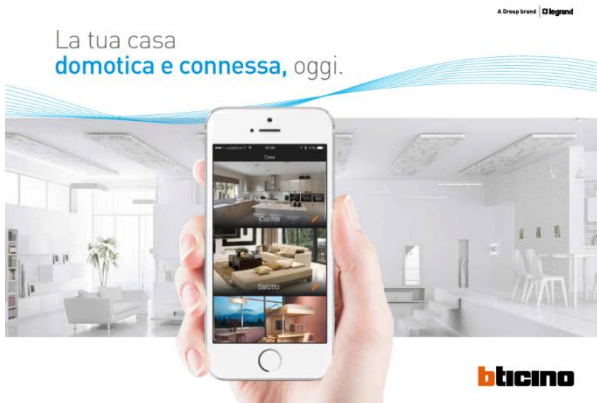 A Group brand legrand
La tua casa
domotica e connessa, oggi.
Casa
Cucina
Salotto
bticino